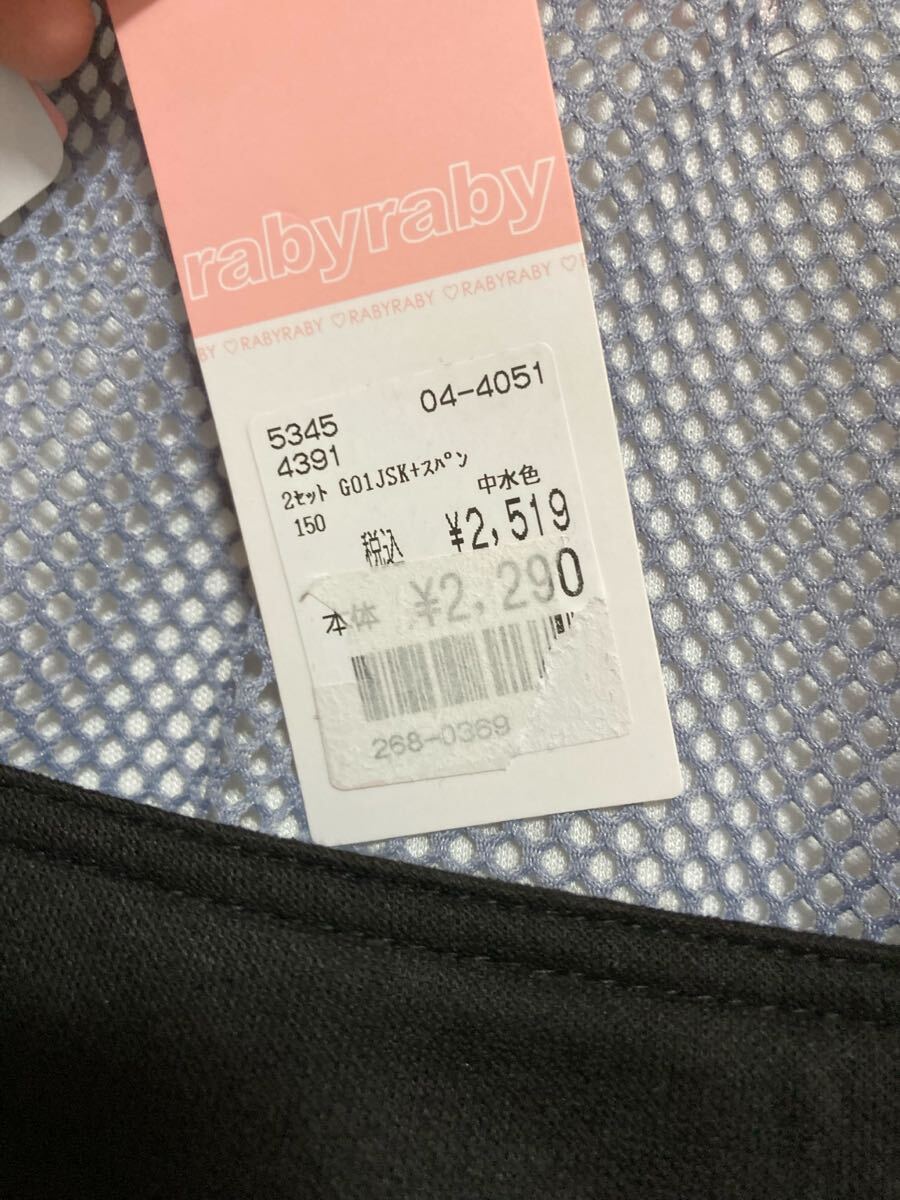 rabyraby
BY ♡RABYRABY ♡RABYRABY ♡RABYRABY ♡R
5345 04-4051
4391
2ｾｯﾄ G01JSK+ｽﾊﾟﾝ
150 中水色
税込 ¥2,519
本体 ¥2,290
268-0369